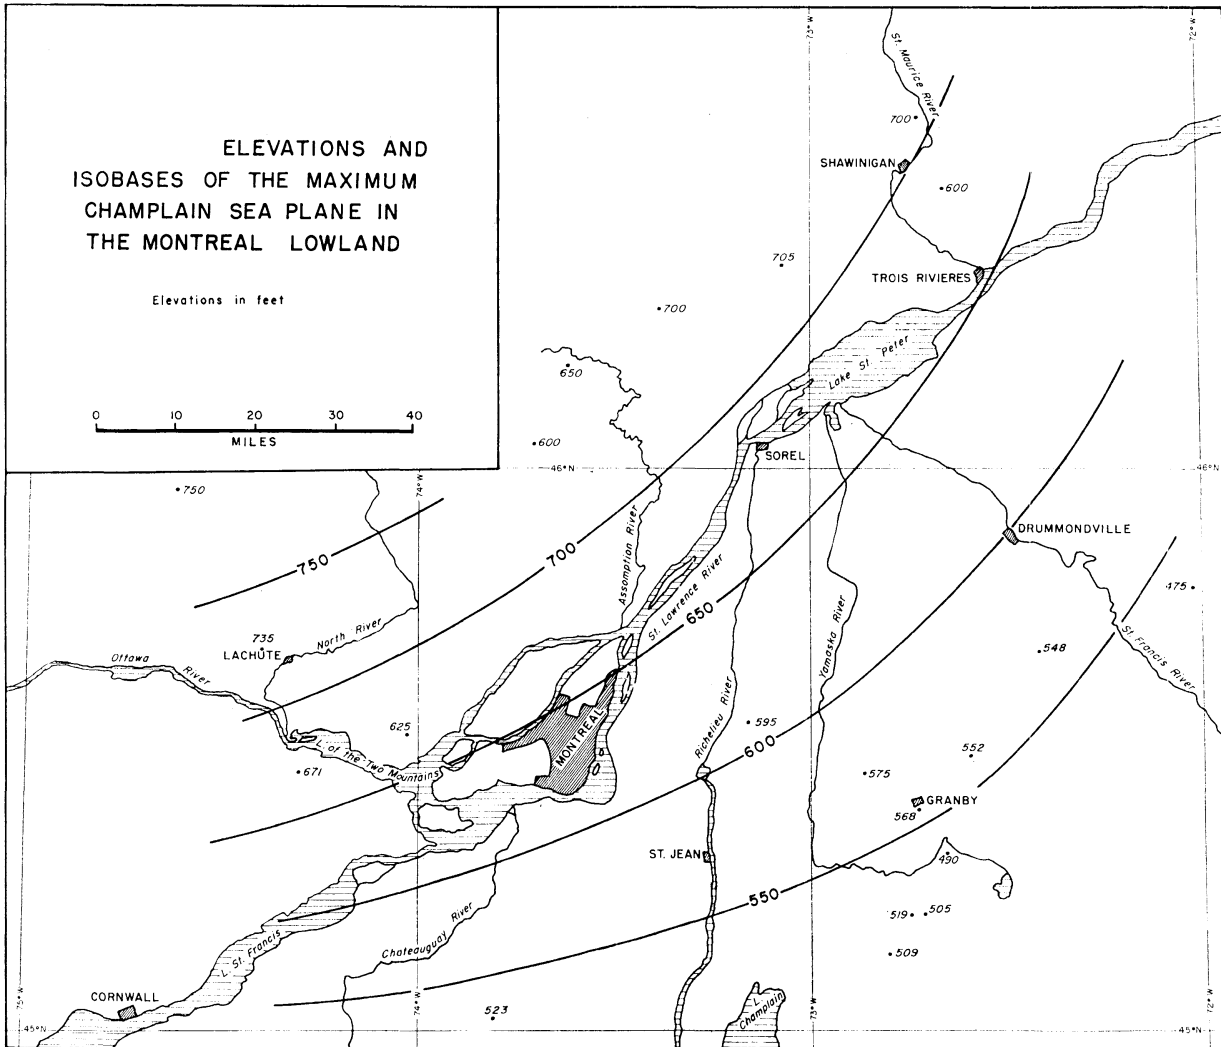 ELEVATIONS AND
ISOBASES OF THE MAXIMUM
CHAMPLAIN SEA PLANE IN
THE MONTREAL LOWLAND
Elevations in feet
0 10 20 30 40
MILES
73°W
72°W
St. Maurice River
700
SHAWINIGAN
600
705
TROIS RIVIERES
700
Lake St. Peter
650
600
SOREL
46°N
46°N
750
74°W
DRUMMONDVILLE
750
700
Assomption River
St. Lawrence River
650
475
Yamaska River
St. Francis River
735
LACHUTE
North River
Ottawa
River
548
MONTREAL
Richelieu River
595
600
625
L. of the Two Mountains
671
552
575
GRANBY
568
ST. JEAN
490
550
519
505
Chateauguay River
L. St. Francis
509
CORNWALL
523
L.
Champlain
75°W
74°W
73°W
72°W
45°N
45°N